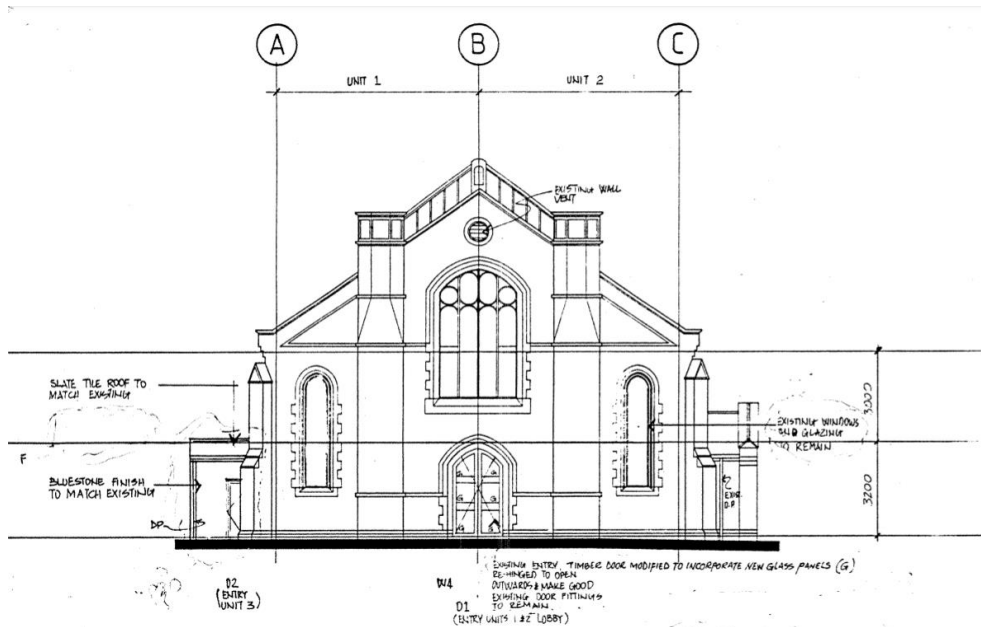 A
B
C
UNIT 1
UNIT 2
EXISTING WALL
VENT
SLATE TILE ROOF TO
MATCH EXISTING
3000
EXISTING WINDOWS
AND GLAZING
TO REMAIN
F
BLUESTONE FINISH
TO MATCH EXISTING
3200
G G
G G
G G
EXIST.
D.P
DP
EXISTING ENTRY, TIMBER DOOR MODIFIED TO INCORPORATE NEW GLASS PANELS (G)
RE-HINGED TO OPEN
OUTWARDS & MAKE GOOD
EXISTING DOOR FITTINGS
TO REMAIN.
D2
(ENTRY
UNIT 3)
W4
D1
(ENTRY UNITS 1 & 2 LOBBY)